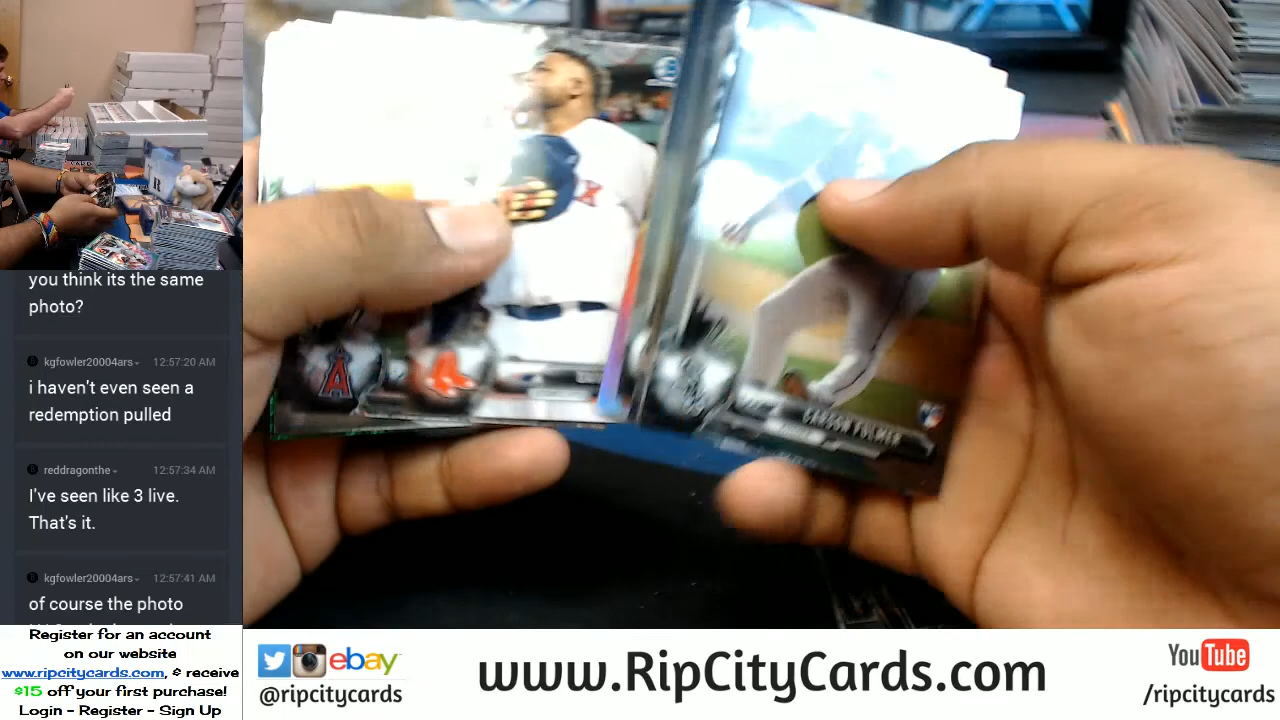 you think its the same
photo?
kgfowler20004ars 12:57:20 AM
i haven't even seen a
redemption pulled
reddragonthe 12:57:34 AM
I've seen like 3 live.
That's it.
kgfowler20004ars 12:57:41 AM
of course the photo
Register for an account
on our website
www.ripcitycards.com, & receive
$15 off your first purchase!
Login - Register - Sign Up
ebay
@ripcitycards
www.RipCityCards.com
YouTube
/ripcitycards
A
CARSON FULMER